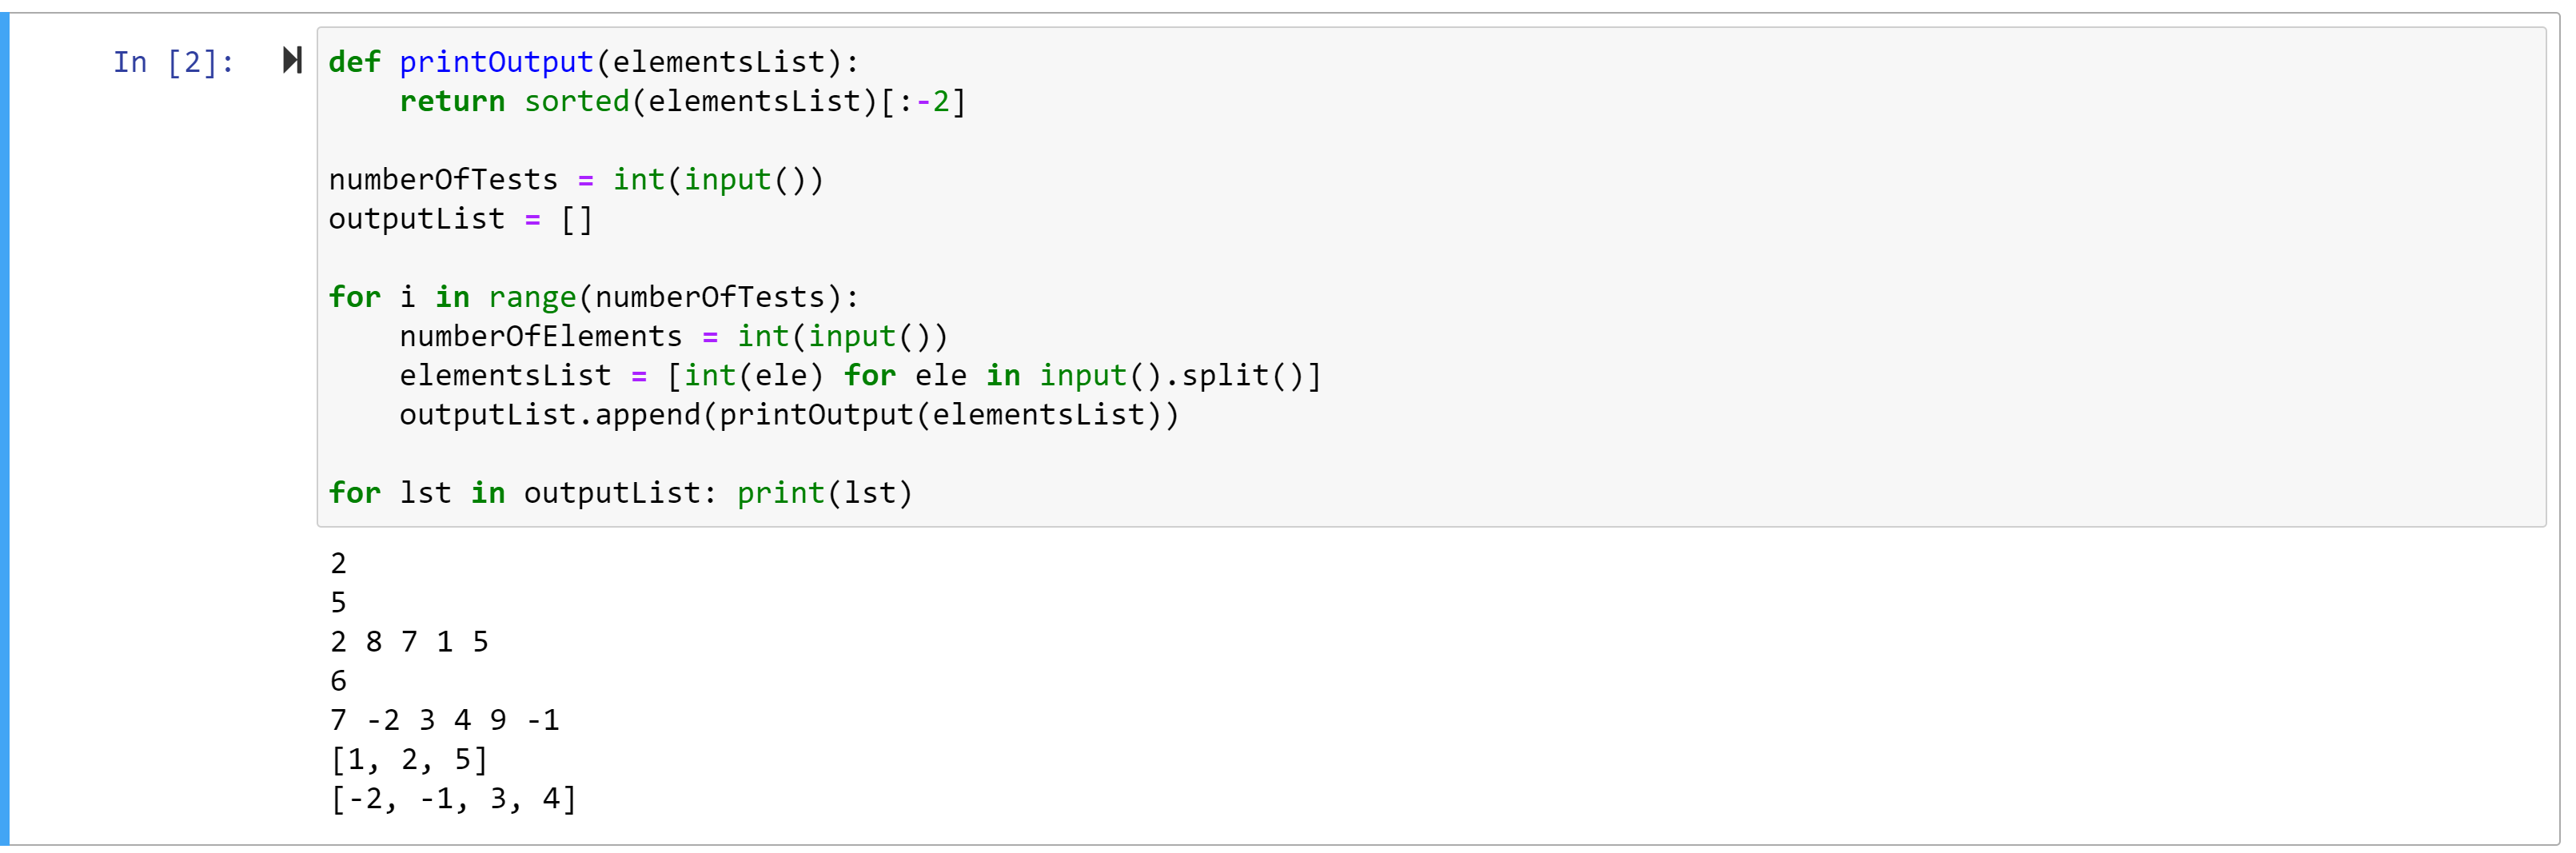 In [2]:
def printOutput(elementsList):
    return sorted(elementsList)[:-2]
numberOfTests = int(input())
outputList = []
for i in range(numberOfTests):
    numberOfElements = int(input())
    elementsList = [int(ele) for ele in input().split()]
    outputList.append(printOutput(elementsList))
for lst in outputList: print(lst)
2
5
2 8 7 1 5
6
7 -2 3 4 9 -1
[1, 2, 5]
[-2, -1, 3, 4]